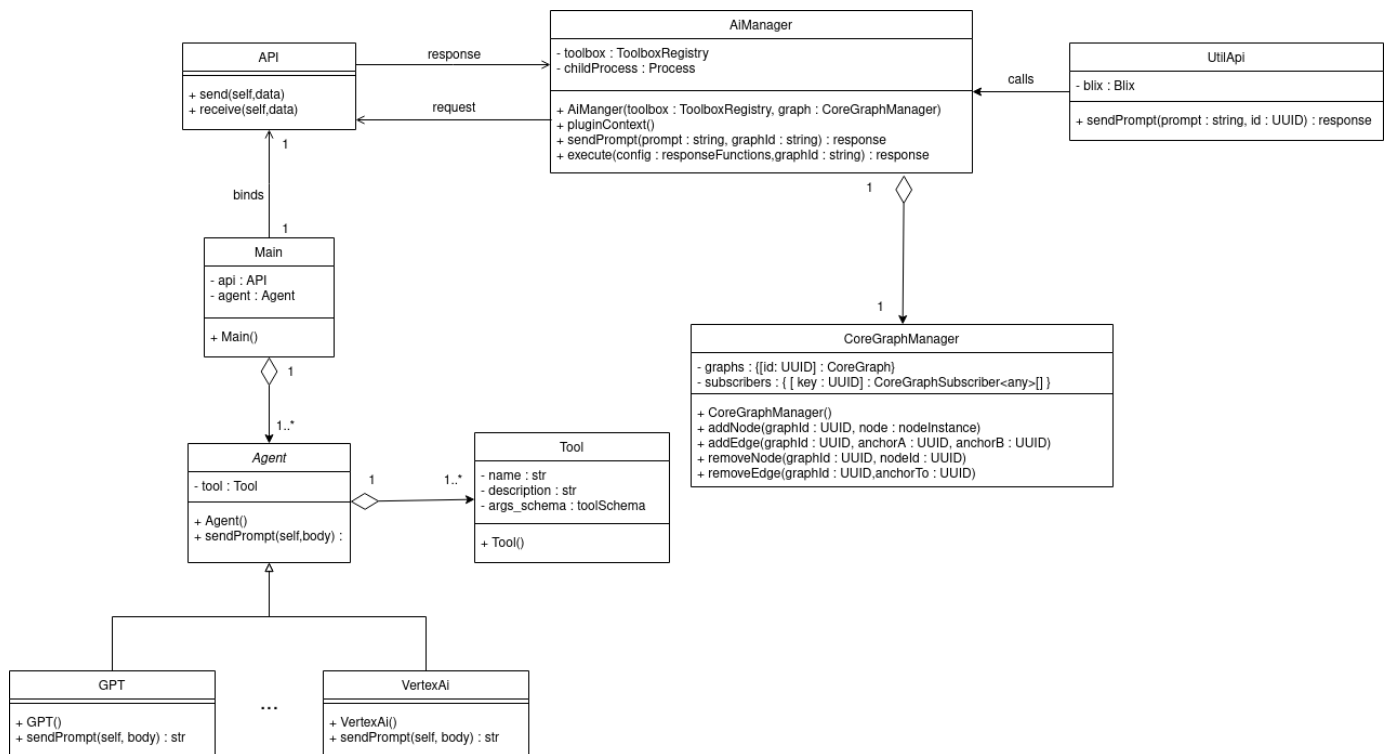 AiManager
- toolbox : ToolboxRegistry
- childProcess : Process
+ AiManger(toolbox : ToolboxRegistry, graph : CoreGraphManager)
+ pluginContext()
+ sendPrompt(prompt : string, graphId : string) : response
+ execute(config : responseFunctions,graphId : string) : response
API
+ send(self,data)
+ receive(self,data)
response
request
UtilApi
- blix : Blix
+ sendPrompt(prompt : string, id : UUID) : response
calls
1
binds
1
Main
- api : API
- agent : Agent
+ Main()
1
1..*
1
1
CoreGraphManager
- graphs : {[id: UUID] : CoreGraph}
- subscribers : { [ key : UUID] : CoreGraphSubscriber<any>[] }
+ CoreGraphManager()
+ addNode(graphId : UUID, node : nodeInstance)
+ addEdge(graphId : UUID, anchorA : UUID, anchorB : UUID)
+ removeNode(graphId : UUID, nodeId : UUID)
+ removeEdge(graphId : UUID,anchorTo : UUID)
Agent
- tool : Tool
+ Agent()
+ sendPrompt(self,body) :
1
1..*
Tool
- name : str
- description : str
- args_schema : toolSchema
+ Tool()
GPT
+ GPT()
+ sendPrompt(self, body) : str
...
VertexAi
+ VertexAi()
+ sendPrompt(self, body) : str